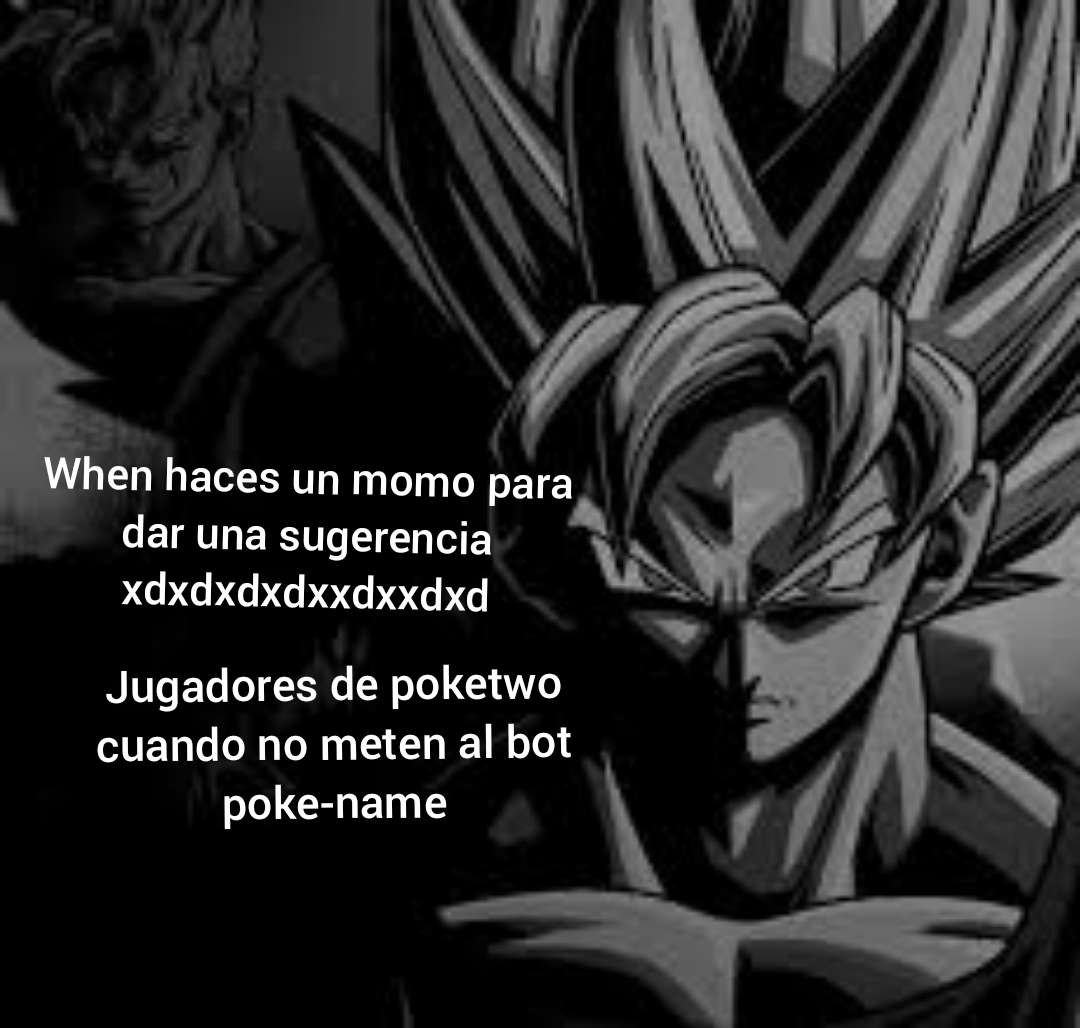 When haces un momo para
dar una sugerencia
xdxdxdxdxxdxxdxd
Jugadores de poketwo
cuando no meten al bot
poke-name